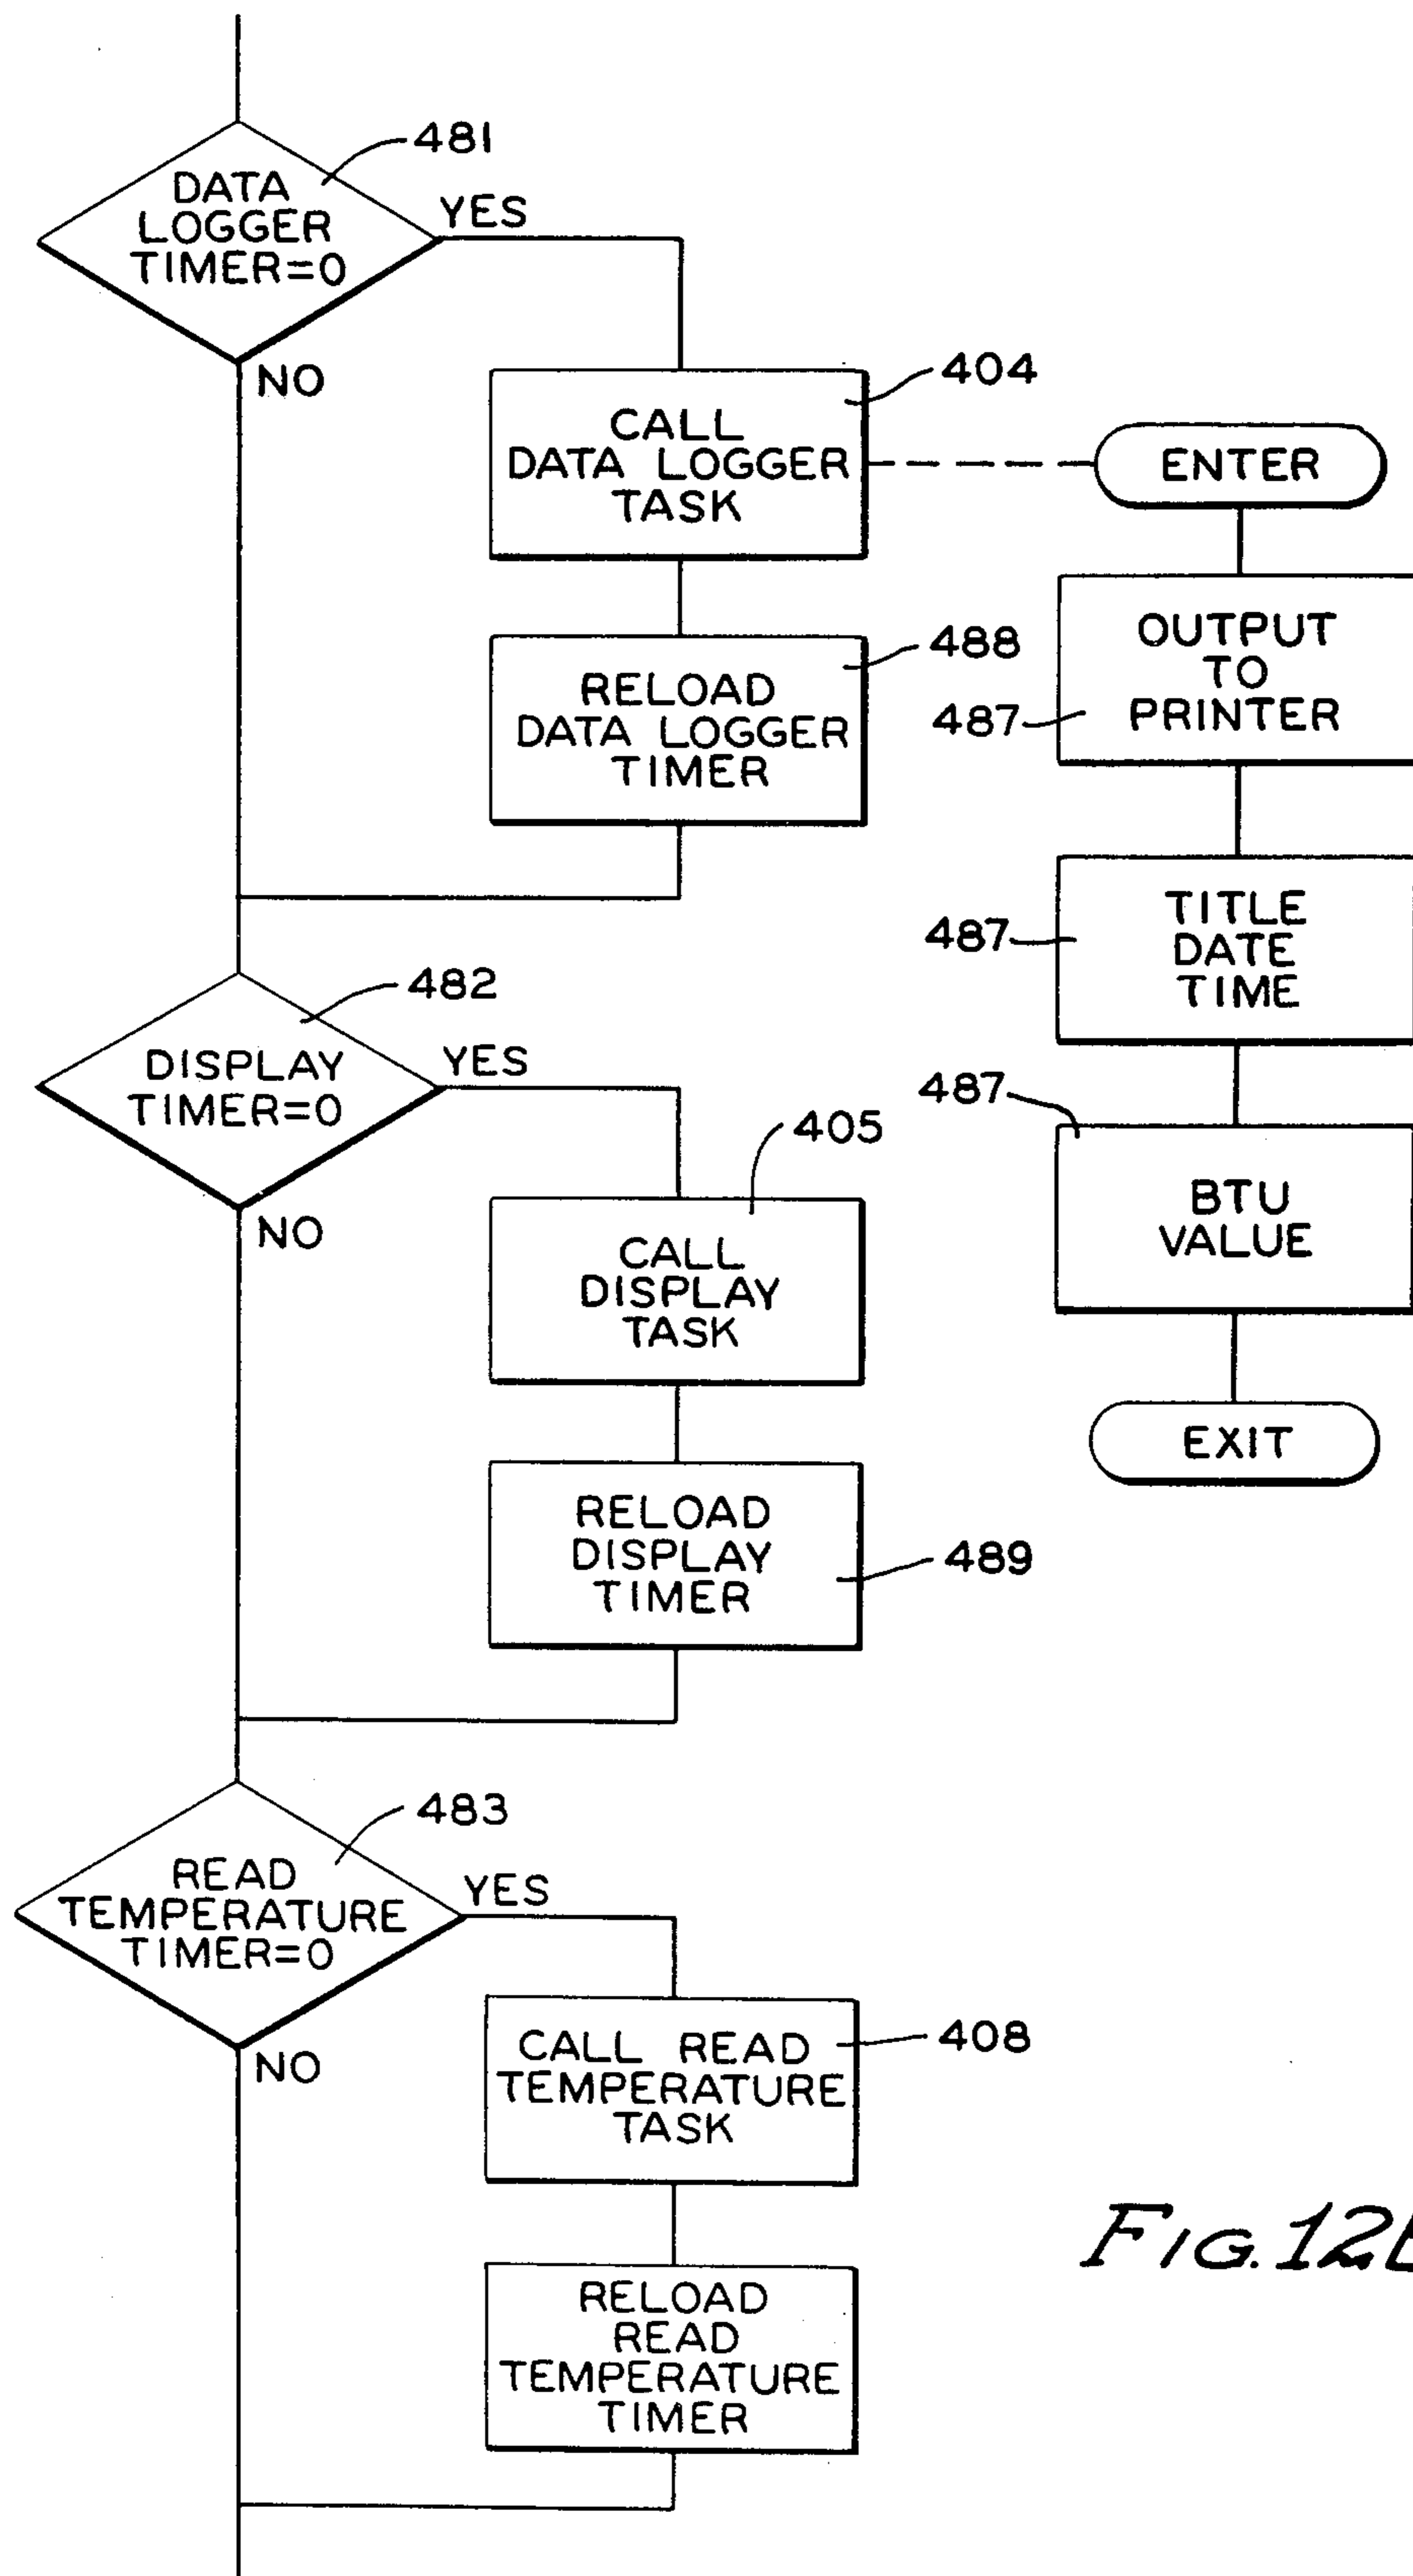 481
DATA
LOGGER
TIMER=0
YES
NO
404
CALL
DATA LOGGER
TASK
ENTER
488
RELOAD
DATA LOGGER
TIMER
OUTPUT
TO
PRINTER
487
487
TITLE
DATE
TIME
482
DISPLAY
TIMER=0
YES
NO
405
CALL
DISPLAY
TASK
487
BTU
VALUE
EXIT
RELOAD
DISPLAY
TIMER
489
483
READ
TEMPERATURE
TIMER=0
YES
NO
CALL READ
TEMPERATURE
TASK
408
RELOAD
READ
TEMPERATURE
TIMER
FIG. 12